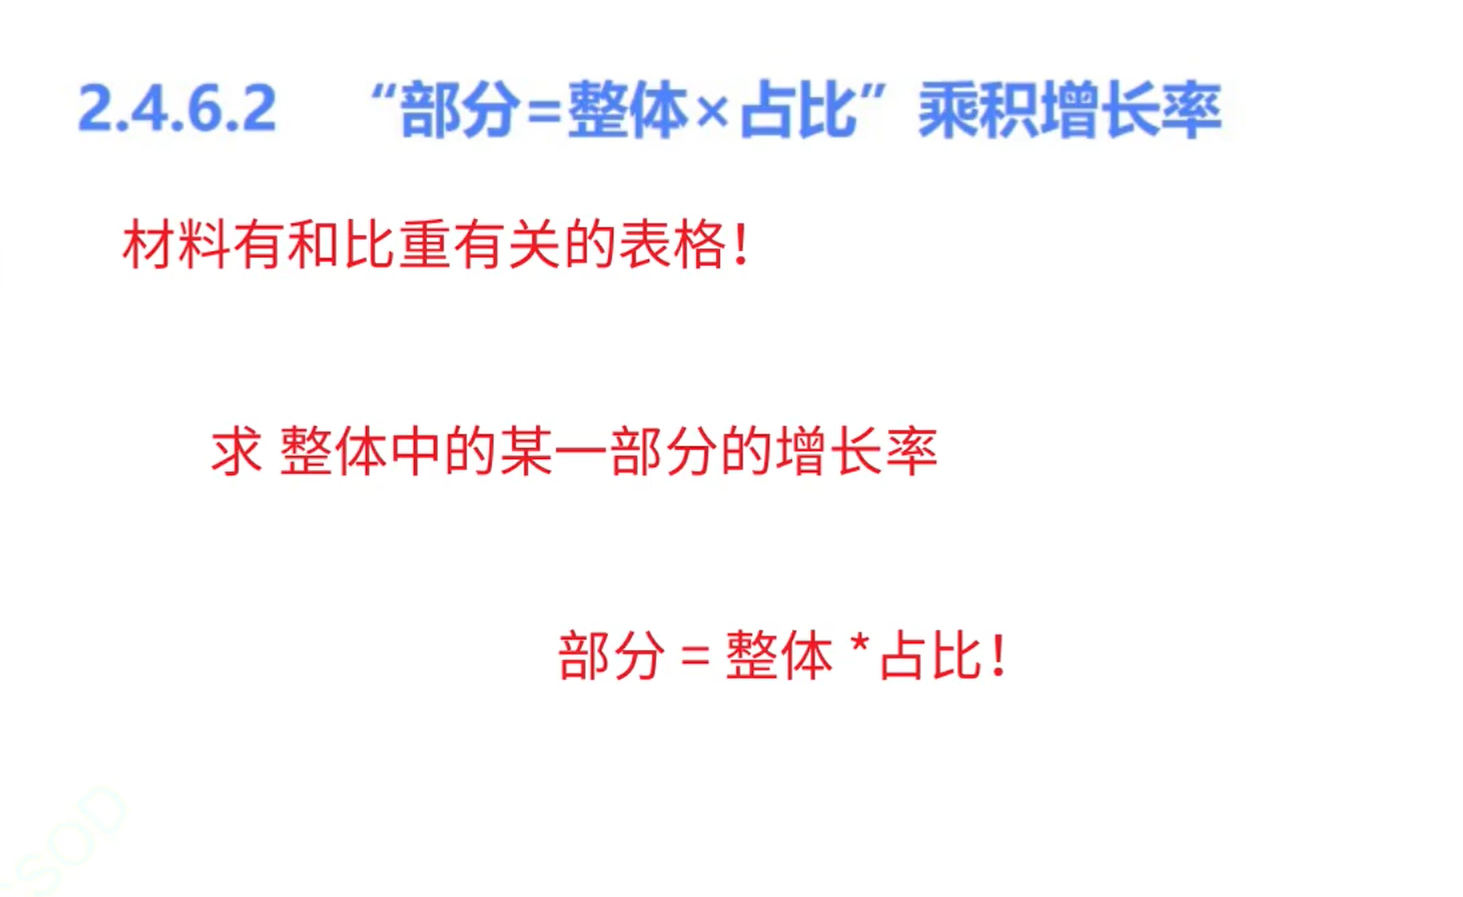 2.4.6.2 “部分=整体×占比”乘积增长率
材料有和比重有关的表格！
求 整体中的某一部分的增长率
部分 = 整体 *占比！